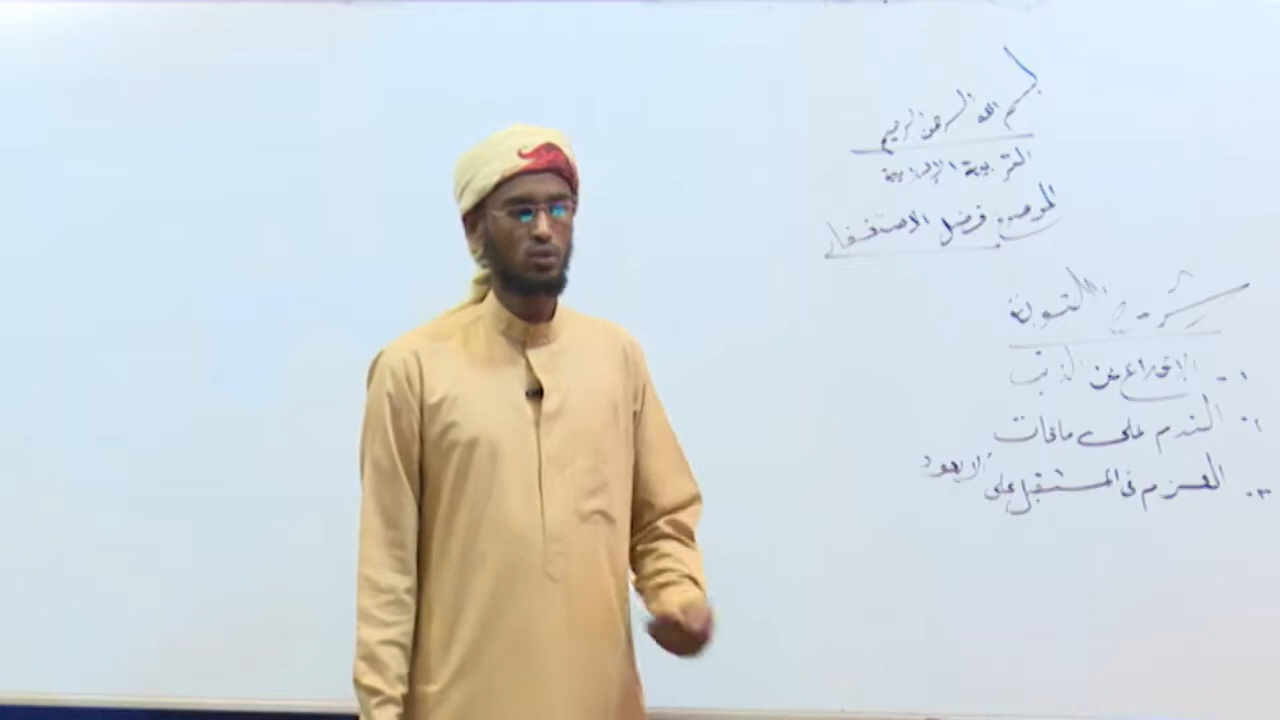 بسم الله الرحمن الرحيم
التربية الإسلامية
الموضوع فضل الاستغفار
شروط التوبة
١- الإقلاع عن الذنب
٢- الندم على ما فات
٣- العزم في المستقبل على ألا يعود